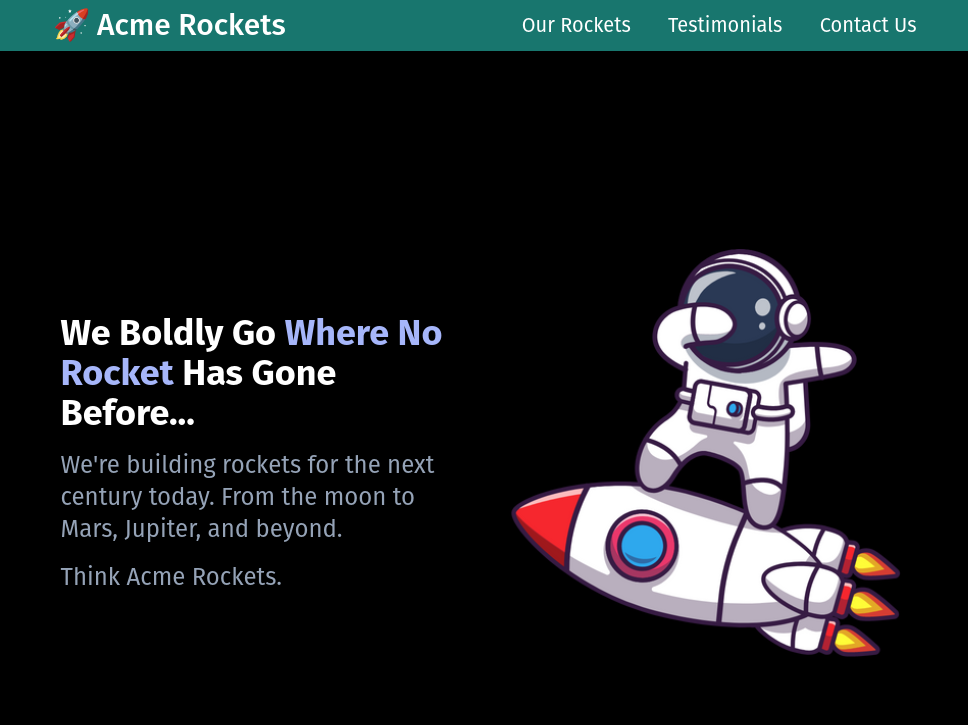 🚀 Acme Rockets
Our Rockets
Testimonials
Contact Us
We Boldly Go Where No
Rocket Has Gone
Before...
We're building rockets for the next
century today. From the moon to
Mars, Jupiter, and beyond.
Think Acme Rockets.